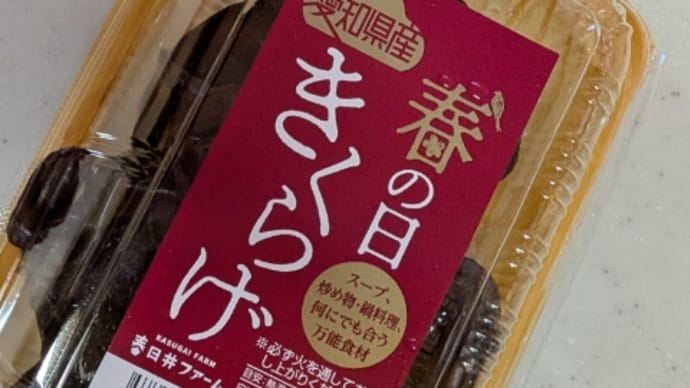 愛知県産
春の日
きくらげ
スープ、
炒め物・鍋料理、
何にでも合う
万能食材
※必ず火を通してお
し上がりくだ
KASUGAI FARM
春日井ファーム